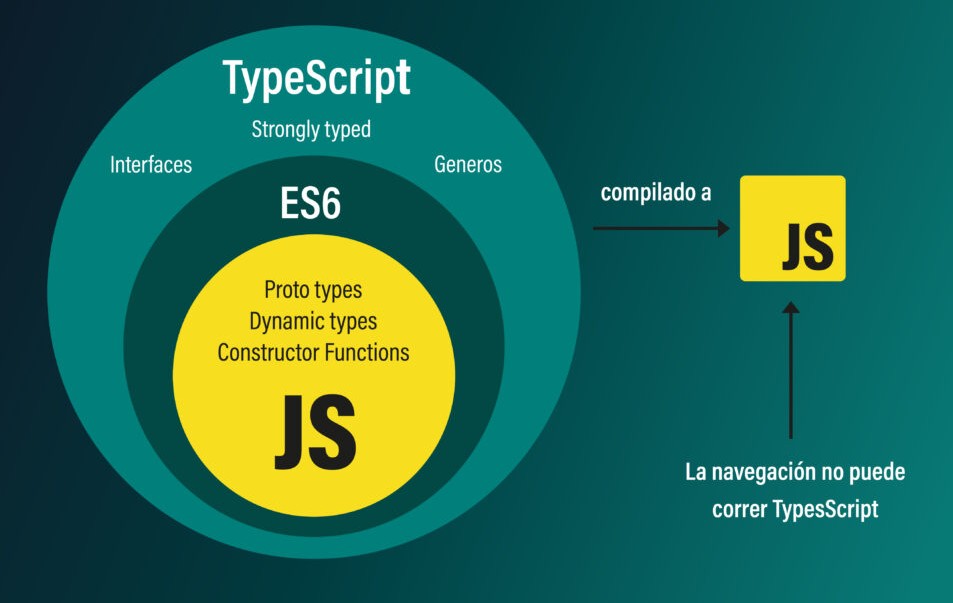 TypeScript
Strongly typed
Interfaces
Generos
ES6
Proto types
Dynamic types
Constructor Functions
JS
compilado a
JS
La navegación no puede
correr TypesScript